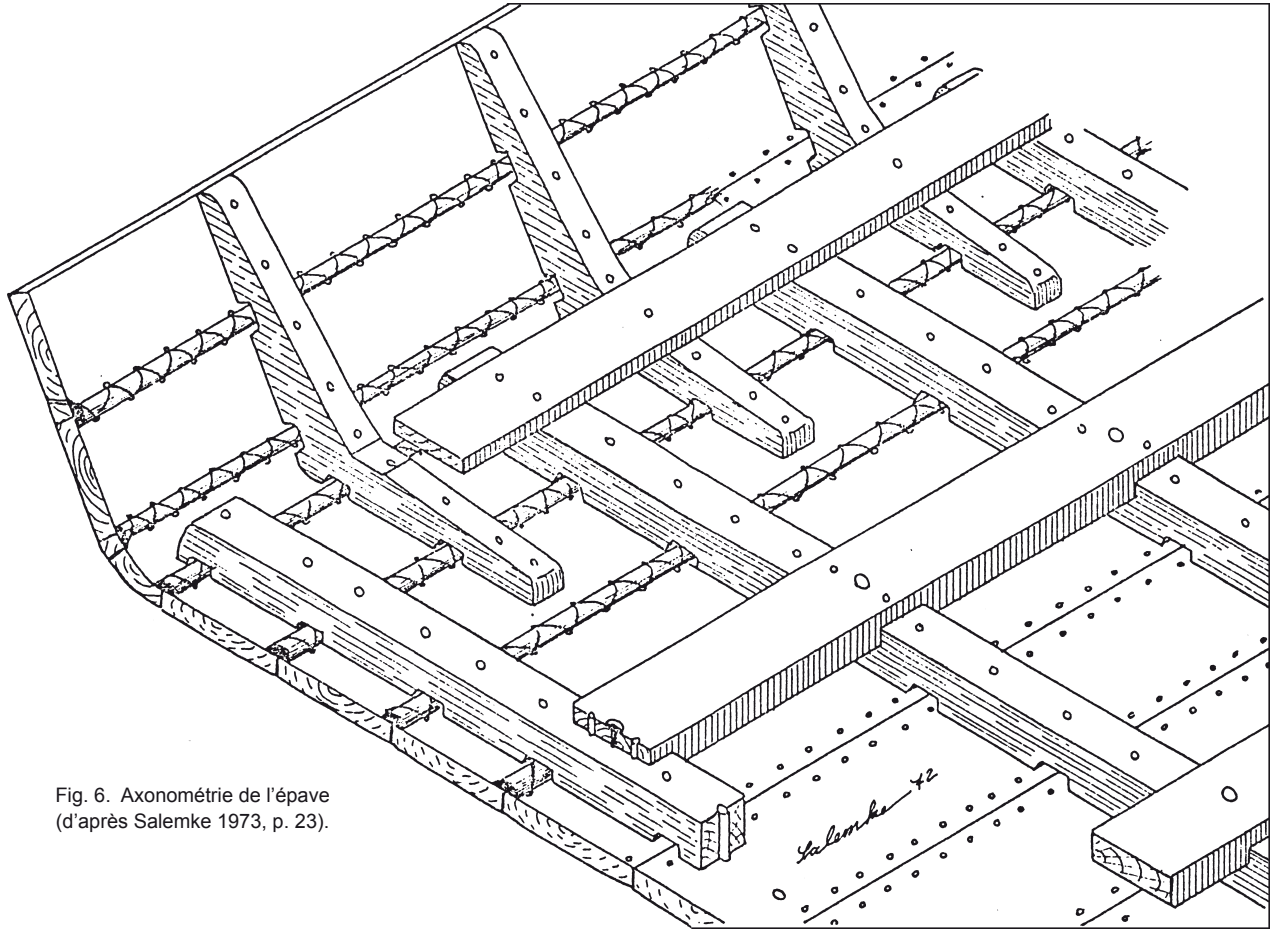 Salemke 72
Fig. 6. Axonométrie de l’épave
(d’après Salemke 1973, p. 23).